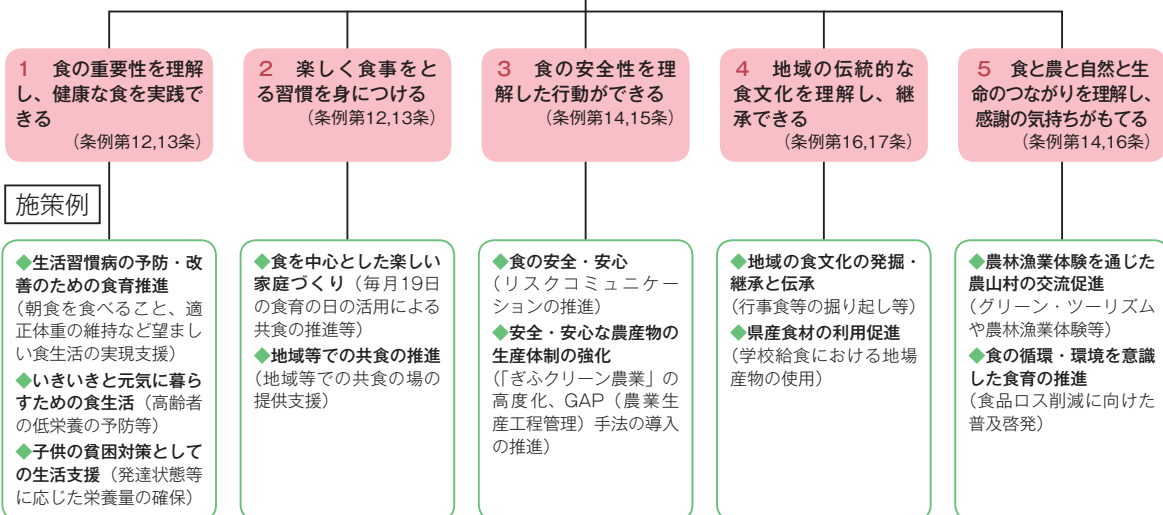 1 食の重要性を理解
し、健康な食を実践で
きる
(条例第12,13条)
2 楽しく食事をと
る習慣を身につける
(条例第12,13条)
3 食の安全性を理
解した行動ができる
(条例第14,15条)
4 地域の伝統的な
食文化を理解し、継
承できる
(条例第16,17条)
5 食と農と自然と生
命のつながりを理解し、
感謝の気持ちがもてる
(条例第14,16条)
施策例
◆生活習慣病の予防・改
善のための食育推進
(朝食を食べること、適
正体重の維持など望まし
い食生活の実現支援)
◆いきいきと元気に暮ら
すための食生活(高齢者
の低栄養の予防等)
◆子供の貧困対策として
の生活支援(発達状態等
に応じた栄養量の確保)
◆食を中心とした楽しい
家庭づくり(毎月19日
の食育の日の活用による
共食の推進等)
◆地域等での共食の推進
(地域等での共食の場の
提供支援)
◆食の安全・安心
(リスクコミュニケー
ションの推進)
◆安全・安心な農産物の
生産体制の強化
(「ぎふクリーン農業」の
高度化、GAP(農業生
産工程管理)手法の導入
の推進)
◆地域の食文化の発掘・
継承と伝承
(行事食等の掘り起し等)
◆県産食材の利用促進
(学校給食における地場
産物の使用)
◆農林漁業体験を通じた
農山村の交流促進
(グリーン・ツーリズム
や農林漁業体験等)
◆食の循環・環境を意識
した食育の推進
(食品ロス削減に向けた
普及啓発)